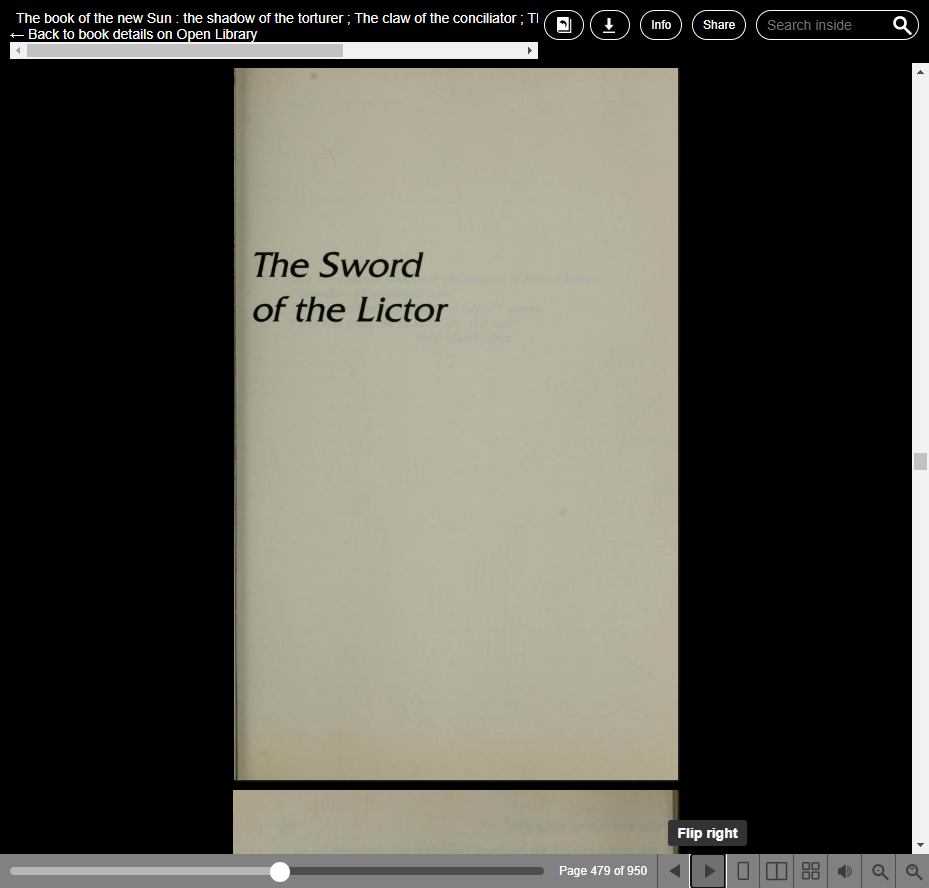 The book of the new Sun : the shadow of the torturer ; The claw of the conciliator ;
← Back to book details on Open Library
Info
Share
Search inside
The Sword
of the Lictor
Flip right
Page 479 of 950